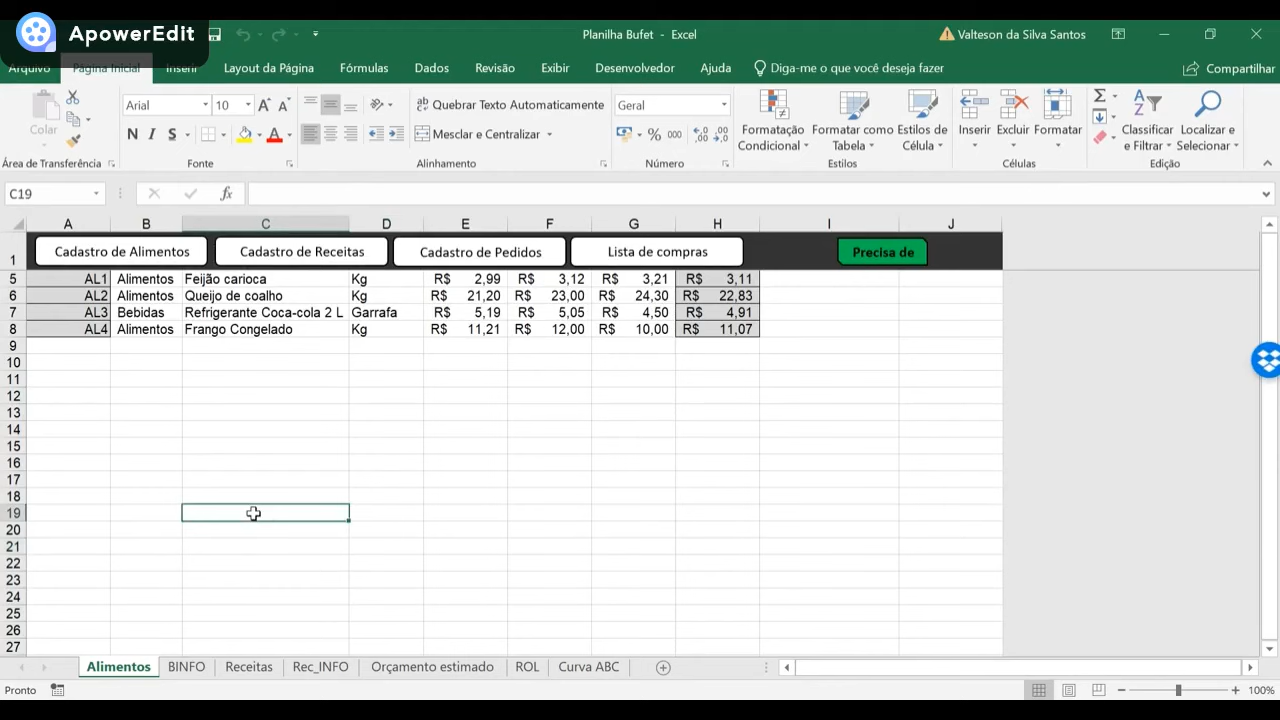 ApowerEdit
Planilha Bufet - Excel
Valteson da Silva Santos
Arquivo Página Inicial Inserir Layout da Página Fórmulas Dados Revisão Exibir Desenvolvedor Ajuda Diga-me o que você deseja fazer Compartilhar
Colar
Área de Transferência
Arial 10
N I S
Fonte
Quebrar Texto Automaticamente
Mesclar e Centralizar
Alinhamento
Geral
% 000
Número
Formatação Condicional
Formatar como Tabela
Estilos de Célula
Estilos
Inserir Excluir Formatar
Células
Classificar e Filtrar
Localizar e Selecionar
Edição
C19 fx
A B C D E F G H I J
1 Cadastro de Alimentos Cadastro de Receitas Cadastro de Pedidos Lista de compras Precisa de
5 AL1 Alimentos Feijão carioca Kg R$ 2,99 R$ 3,12 R$ 3,21 R$ 3,11
6 AL2 Alimentos Queijo de coalho Kg R$ 21,20 R$ 23,00 R$ 24,30 R$ 22,83
7 AL3 Bebidas Refrigerante Coca-cola 2 L Garrafa R$ 5,19 R$ 5,05 R$ 4,50 R$ 4,91
8 AL4 Alimentos Frango Congelado Kg R$ 11,21 R$ 12,00 R$ 10,00 R$ 11,07
9
10
11
12
13
14
15
16
17
18
19
20
21
22
23
24
25
26
27
Alimentos BINFO Receitas Rec_INFO Orçamento estimado ROL Curva ABC
Pronto 100%